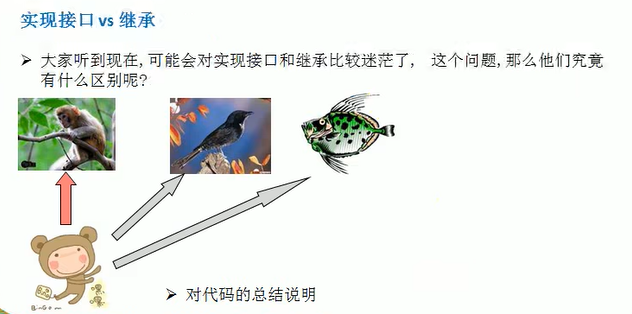 实现接口 vs 继承
➢ 大家听到现在,可能会对实现接口和继承比较迷茫了, 这个问题,那么他们究竟
有什么区别呢?
➢ 对代码的总结说明